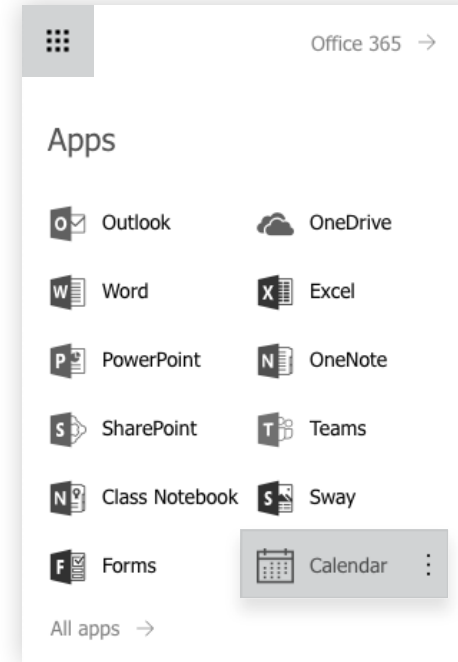 Office 365 →
Apps
Outlook OneDrive
Word Excel
PowerPoint OneNote
SharePoint Teams
Class Notebook Sway
Forms Calendar
All apps →